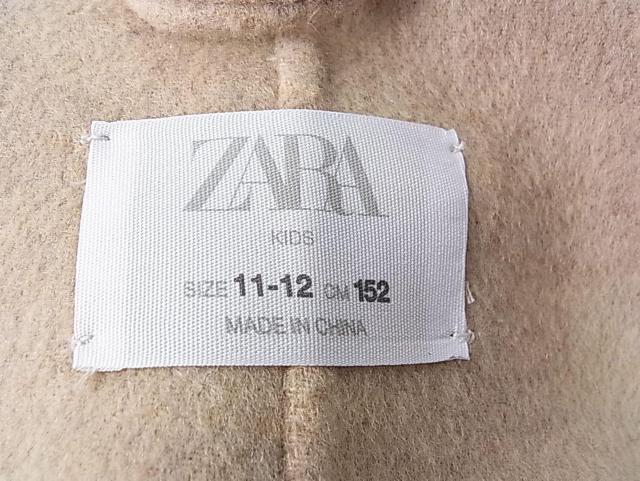 ZARA
KIDS
SIZE 11-12 CM 152
MADE IN CHINA